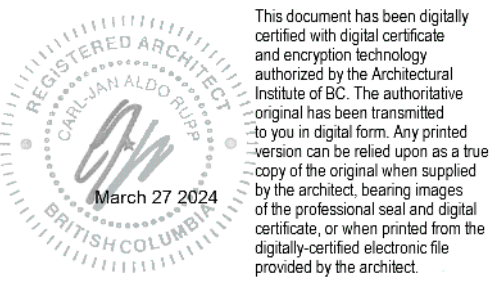 REGISTERED ARCHITECT
CARL-JAN ALDO RUPP
March 27 2024
BRITISH COLUMBIA
This document has been digitally
certified with digital certificate
and encryption technology
authorized by the Architectural
Institute of BC. The authoritative
original has been transmitted
to you in digital form. Any printed
version can be relied upon as a true
copy of the original when supplied
by the architect, bearing images
of the professional seal and digital
certificate, or when printed from the
digitally-certified electronic file
provided by the architect.